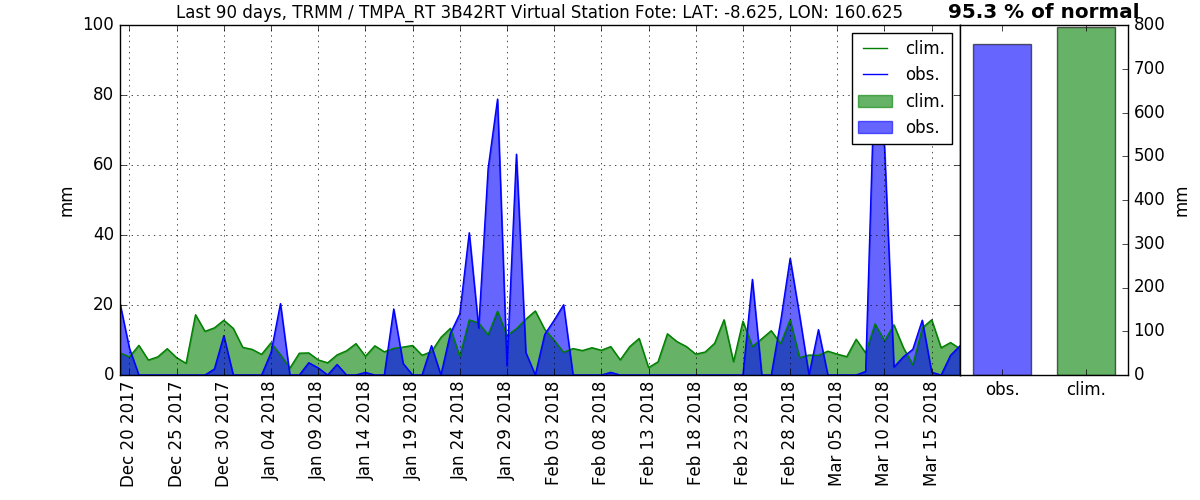 Last 90 days, TRMM / TMPA_RT 3B42RT Virtual Station Fote: LAT: -8.625, LON: 160.625
95.3 % of normal
100
80
60
40
20
0
mm
clim.
obs.
clim.
obs.
800
700
600
500
400
300
200
100
0
mm
obs.
clim.
Dec 20 2017
Dec 25 2017
Dec 30 2017
Jan 04 2018
Jan 09 2018
Jan 14 2018
Jan 19 2018
Jan 24 2018
Jan 29 2018
Feb 03 2018
Feb 08 2018
Feb 13 2018
Feb 18 2018
Feb 23 2018
Feb 28 2018
Mar 05 2018
Mar 10 2018
Mar 15 2018